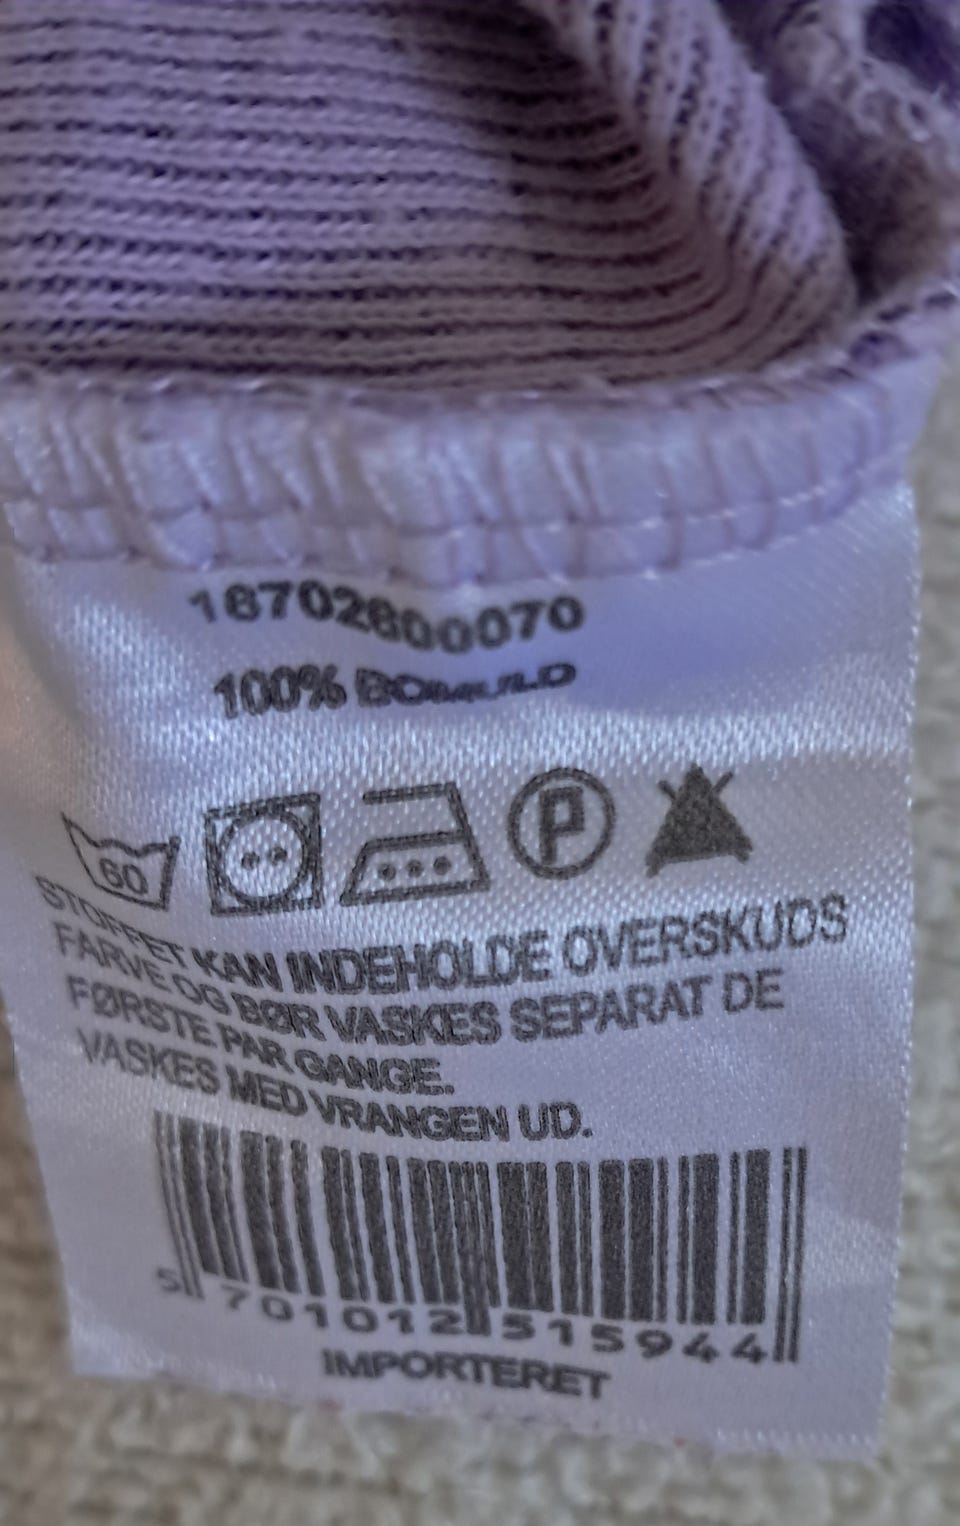 18702800070
100% BOMULD
60
P
STOFFET KAN INDEHOLDE OVERSKUDS
FARVE OG BØR VASKES SEPARAT DE
FØRSTE PAR GANGE.
VASKES MED VRANGEN UD.
5 701012 515944
IMPORTERET